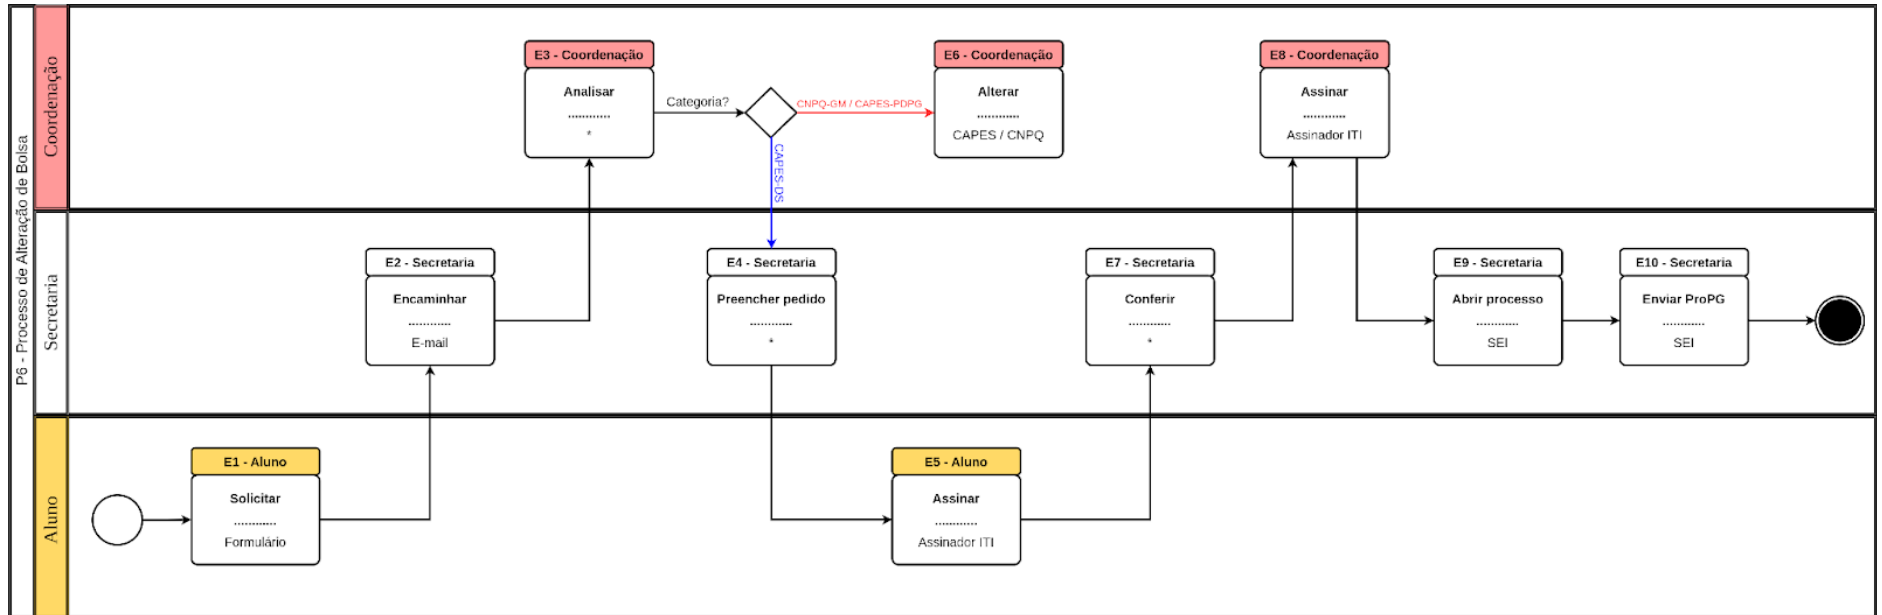 P6 - Processo de Alteração de Bolsa
Coordenação
E3 - Coordenação
Analisar
............
*
Categoria?
CNPQ-GM / CAPES-PDPG
CAPES-DS
E6 - Coordenação
Alterar
............
CAPES / CNPQ
E8 - Coordenação
Assinar
............
Assinador ITI
Secretaria
E2 - Secretaria
Encaminhar
............
E-mail
E4 - Secretaria
Preencher pedido
............
*
E7 - Secretaria
Conferir
............
*
E9 - Secretaria
Abrir processo
............
SEI
E10 - Secretaria
Enviar ProPG
............
SEI
Aluno
E1 - Aluno
Solicitar
............
Formulário
E5 - Aluno
Assinar
............
Assinador ITI